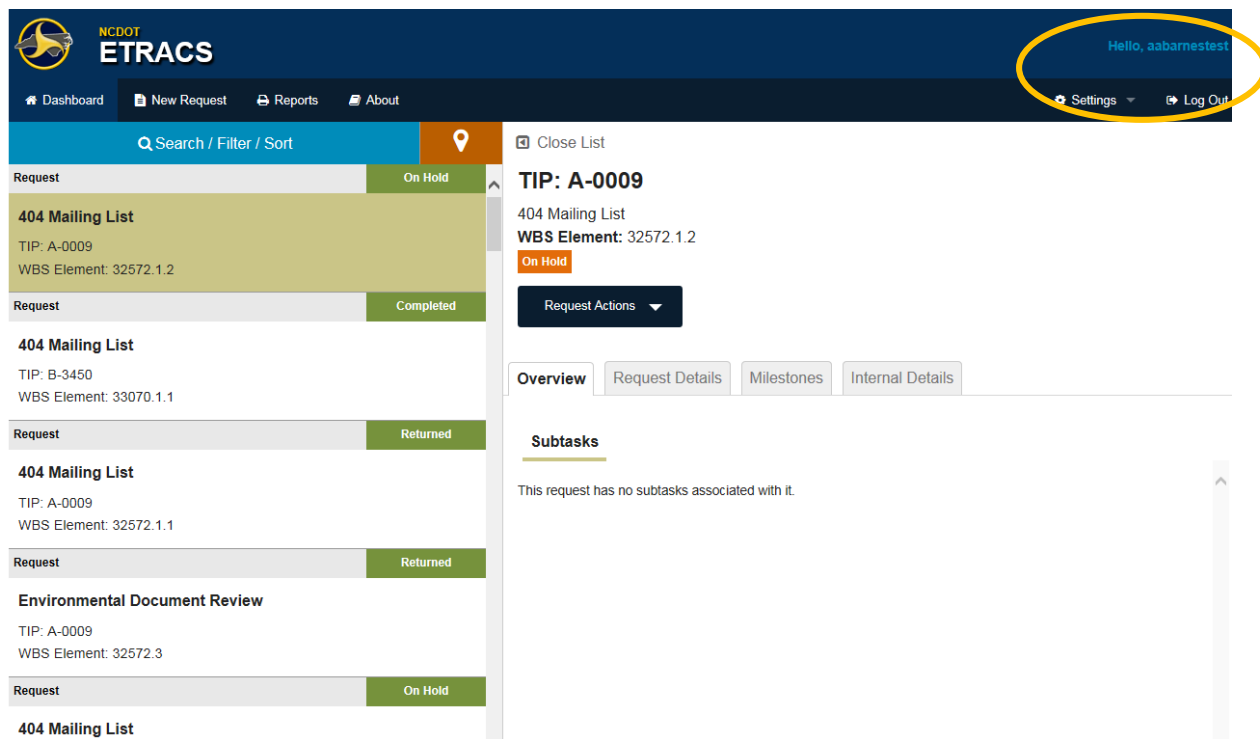 NCDOT
ETRACS
Hello, aabarnestest
Dashboard New Request Reports About Settings Log Out
Search / Filter / Sort
Request On Hold
404 Mailing List
TIP: A-0009
WBS Element: 32572.1.2
Request Completed
404 Mailing List
TIP: B-3450
WBS Element: 33070.1.1
Request Returned
404 Mailing List
TIP: A-0009
WBS Element: 32572.1.1
Request Returned
Environmental Document Review
TIP: A-0009
WBS Element: 32572.3
Request On Hold
404 Mailing List
Close List
TIP: A-0009
404 Mailing List
WBS Element: 32572.1.2
On Hold
Request Actions
Overview Request Details Milestones Internal Details
Subtasks
This request has no subtasks associated with it.